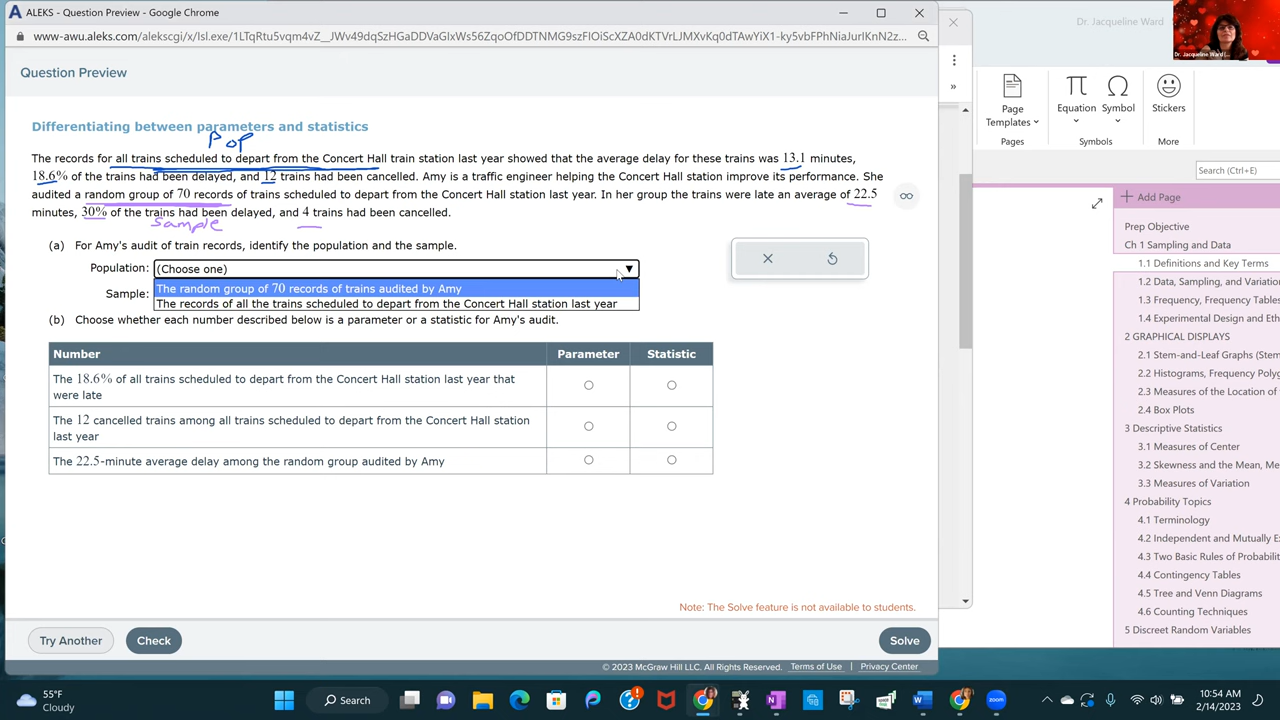 ALEKS - Question Preview - Google Chrome
Dr. Jacqueline Ward
Dr. Jacqueline Ward (...
Question Preview
Page Templates
Equation
Symbol
Stickers
Pages
Symbols
More
Differentiating between parameters and statistics
Pop
The records for all trains scheduled to depart from the Concert Hall train station last year showed that the average delay for these trains was 13.1 minutes,
18.6% of the trains had been delayed, and 12 trains had been cancelled. Amy is a traffic engineer helping the Concert Hall station improve its performance. She
audited a random group of 70 records of trains scheduled to depart from the Concert Hall station last year. In her group the trains were late an average of 22.5
minutes, 30% of the trains had been delayed, and 4 trains had been cancelled.
Sample
(a) For Amy's audit of train records, identify the population and the sample.
Population: (Choose one)
The random group of 70 records of trains audited by Amy
Sample:
The records of all the trains scheduled to depart from the Concert Hall station last year
(b) Choose whether each number described below is a parameter or a statistic for Amy's audit.
Number Parameter Statistic
The 18.6% of all trains scheduled to depart from the Concert Hall station last year that
were late
The 12 cancelled trains among all trains scheduled to depart from the Concert Hall station
last year
The 22.5-minute average delay among the random group audited by Amy
Note: The Solve feature is not available to students.
Try Another
Check
Solve
© 2023 McGraw Hill LLC. All Rights Reserved. Terms of Use | Privacy Center
Search (Ctrl+E)
Add Page
Prep Objective
Ch 1 Sampling and Data
1.1 Definitions and Key Terms
1.2 Data, Sampling, and Variation
1.3 Frequency, Frequency Tables
1.4 Experimental Design and Eth
2 GRAPHICAL DISPLAYS
2.1 Stem-and-Leaf Graphs (Stem
2.2 Histograms, Frequency Polyg
2.3 Measures of the Location of
2.4 Box Plots
3 Descriptive Statistics
3.1 Measures of Center
3.2 Skewness and the Mean, Me
3.3 Measures of Variation
4 Probability Topics
4.1 Terminology
4.2 Independent and Mutually Ex
4.3 Two Basic Rules of Probabili
4.4 Contingency Tables
4.5 Tree and Venn Diagrams
4.6 Counting Techniques
5 Discreet Random Variables
55°F
Cloudy
Search
10:54 AM
2/14/2023